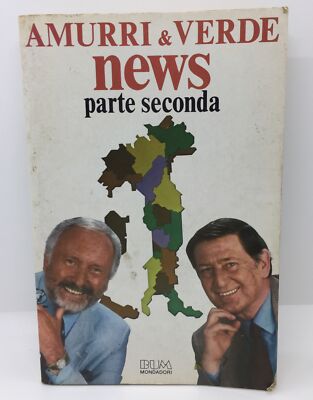 AMURRI & VERDE
news
parte seconda
BUM
MONDADORI